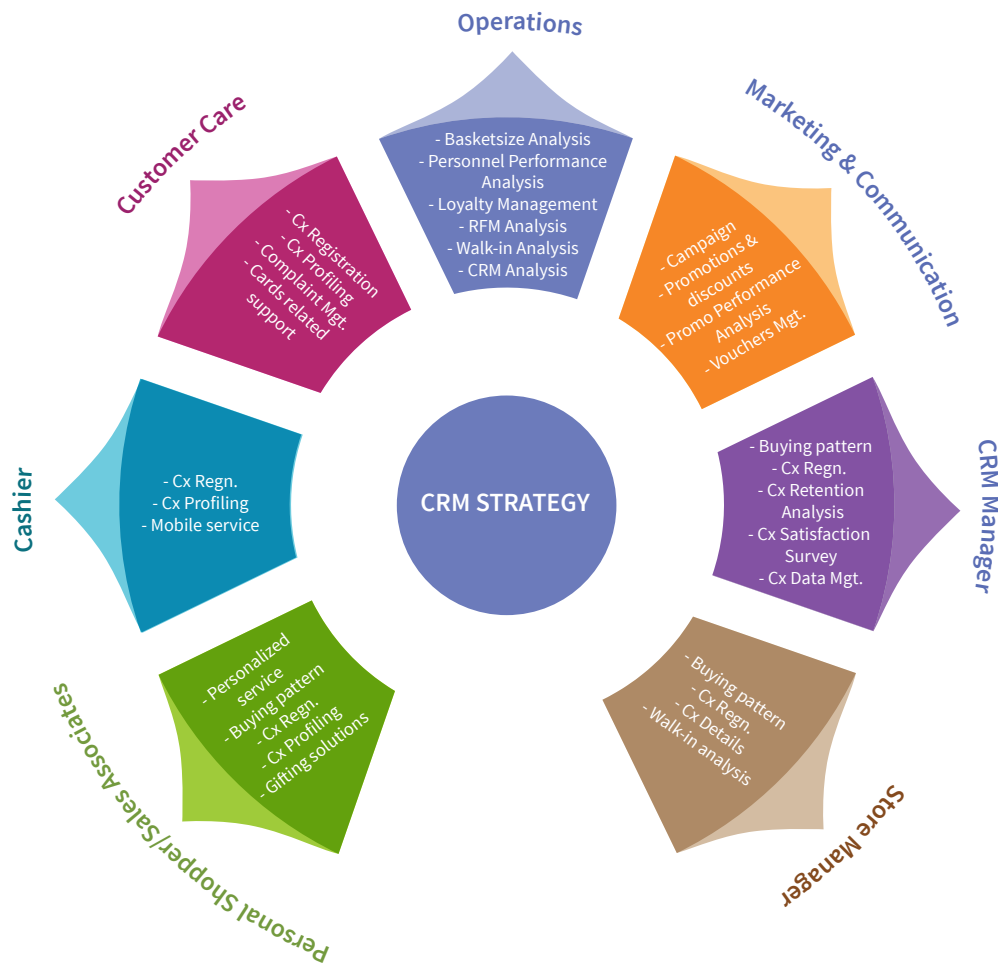 Operations
- Basketsize Analysis
- Personnel Performance
Analysis
- Loyalty Management
- RFM Analysis
- Walk-in Analysis
- CRM Analysis
Marketing & Communication
- Campaign
- Promotions &
discounts
- Promo Performance
Analysis
- Vouchers Mgt.
CRM Manager
- Buying pattern
- Cx Regn.
- Cx Retention
Analysis
- Cx Satisfaction
Survey
- Cx Data Mgt.
Store Manager
- Buying pattern
- Cx Regn.
- Cx Details
- Walk-in analysis
Personal Shopper/Sales Associates
- Personalized
service
- Buying pattern
- Cx Regn.
- Cx Profiling
- Gifting solutions
Cashier
- Cx Regn.
- Cx Profiling
- Mobile service
Customer Care
- Cx Registration
- Cx Profiling
- Complaint Mgt.
- Cards related
support
CRM STRATEGY